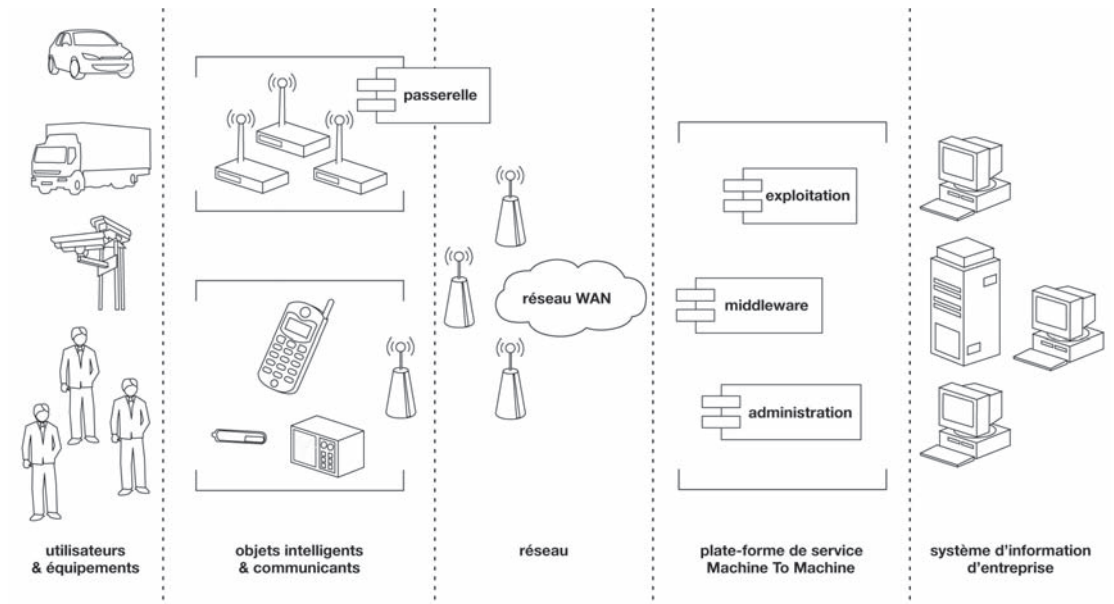 passerelle
exploitation
réseau WAN
middleware
administration
utilisateurs
& équipements
objets intelligents
& communicants
réseau
plate-forme de service
Machine To Machine
système d'information
d'entreprise